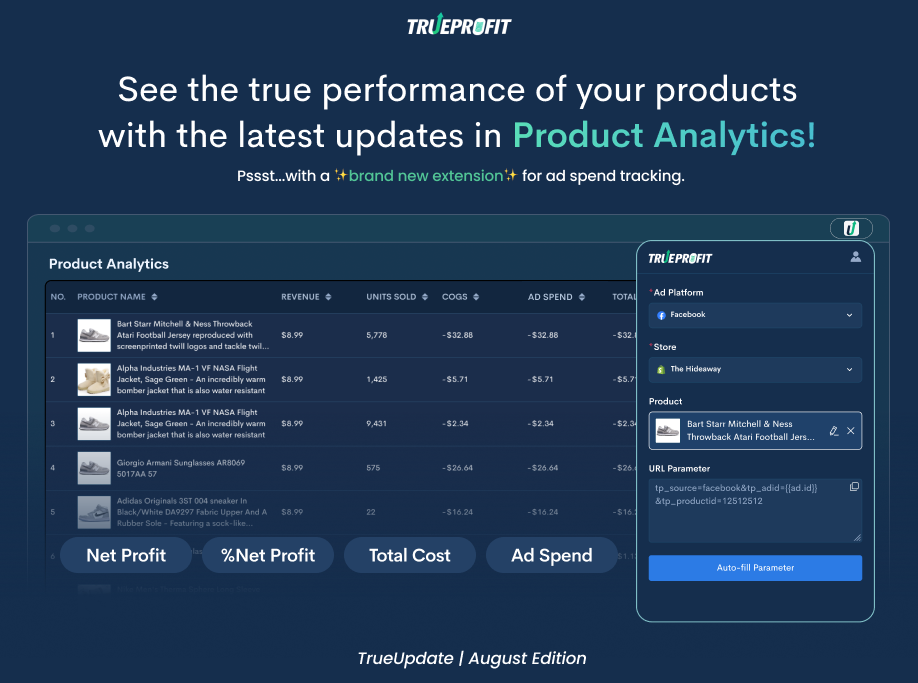 TRUEPROFIT
See the true performance of your products
with the latest updates in Product Analytics!
Pssst...with a ✨brand new extension✨ for ad spend tracking.
Product Analytics
NO. PRODUCT NAME REVENUE UNITS SOLD COGS AD SPEND TOTAL
1 Bart Starr Mitchell & Ness Throwback
Atari Football Jersey reproduced with
screenprinted twill logos and tackle twil...
$8.99 5,778 -$32.88 -$32.88 -$32.8
2 Alpha Industries MA-1 VF NASA Flight
Jacket, Sage Green - An incredibly warm
bomber jacket that is also water resistant
$8.99 1,425 -$5.71 -$5.71 -$5.7
3 Alpha Industries MA-1 VF NASA Flight
Jacket, Sage Green - An incredibly warm
bomber jacket that is also water resistant
$8.99 9,431 -$2.34 -$2.34 -$2.3
4 Giorgio Armani Sunglasses AR8069
5017AA 57
$8.99 575 -$26.64 -$26.64 -$26.
5 Adidas Originals 3ST 004 sneaker In
Black/White DA9297 Fabric Upper And A
Rubber Sole - Featuring a sock-like...
$8.99 22 -$16.24 -$16.24 -$16.2
6
Net Profit
%Net Profit
Total Cost
Ad Spend
TRUEPROFIT
*Ad Platform
Facebook
*Store
The Hideaway
Product
Bart Starr Mitchell & Ness
Throwback Atari Football Jers...
URL Parameter
tp_source=facebook&tp_adid={{ad.id}}
&tp_productid=12512512
Auto-fill Parameter
TrueUpdate | August Edition